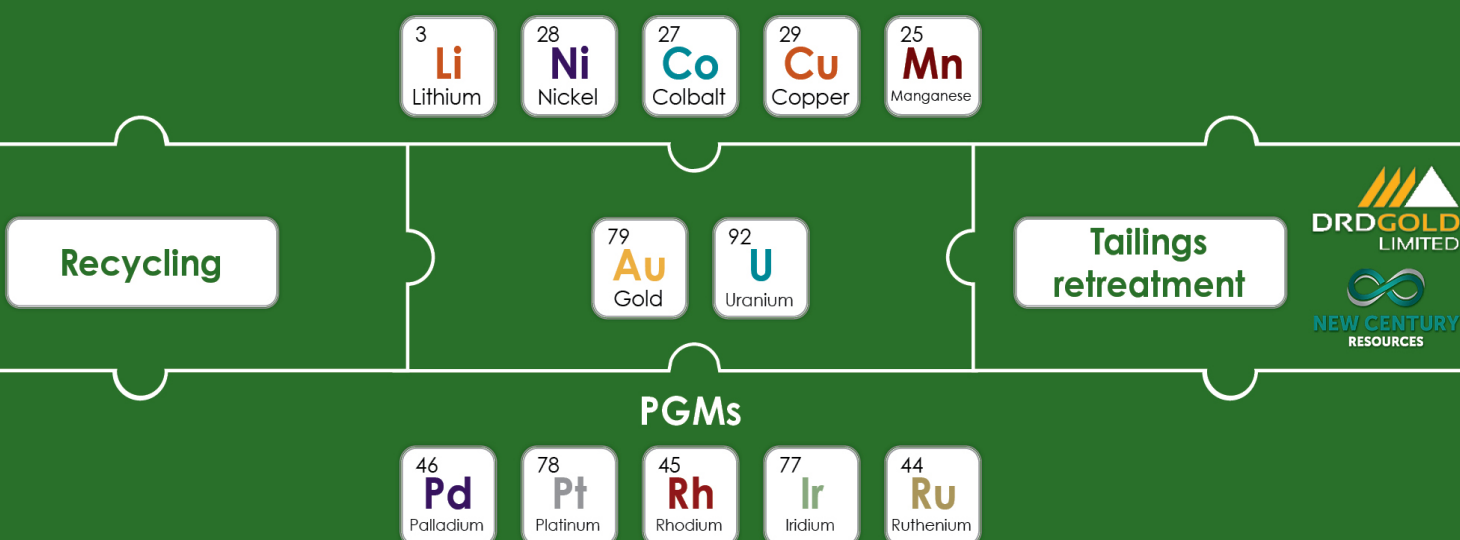 3
Li
Lithium
28
Ni
Nickel
27
Co
Colbalt
29
Cu
Copper
25
Mn
Manganese
Recycling
79
Au
Gold
92
U
Uranium
Tailings
retreatment
DRDGOLD
LIMITED
NEW CENTURY
RESOURCES
PGMs
46
Pd
Palladium
78
Pt
Platinum
45
Rh
Rhodium
77
Ir
Iridium
44
Ru
Ruthenium